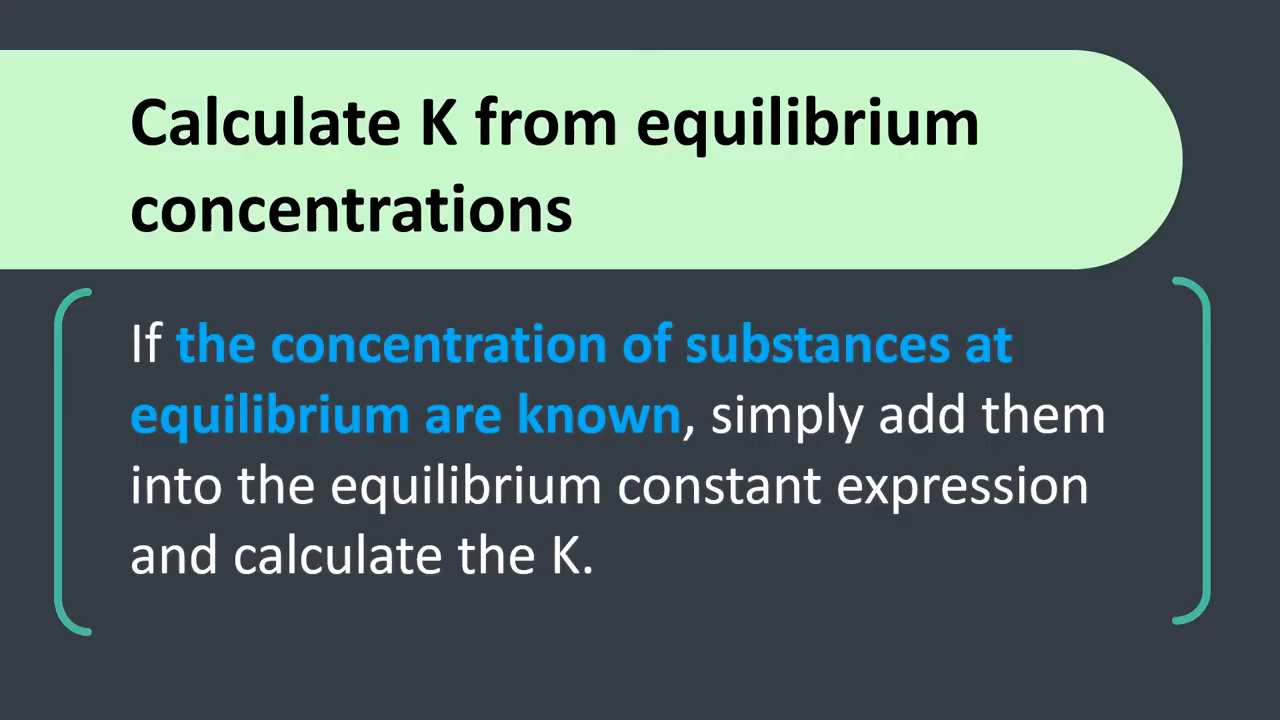 Calculate K from equilibrium
concentrations
If the concentration of substances at
equilibrium are known, simply add them
into the equilibrium constant expression
and calculate the K.